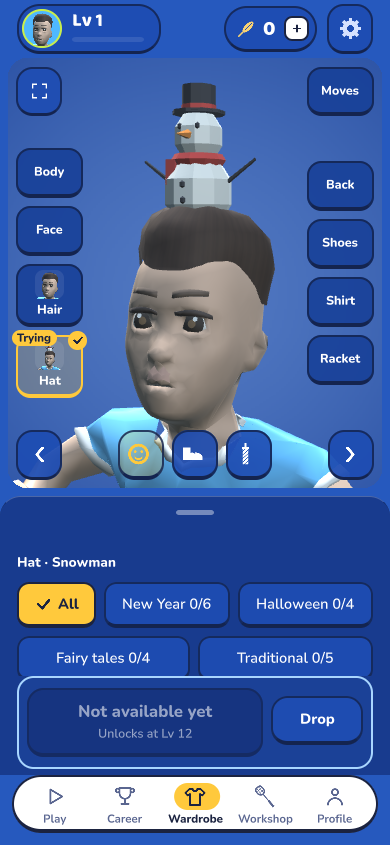 Lv 1
0
+
Moves
Body
Back
Face
Shoes
Hair
Shirt
Trying
Hat
Racket
Hat · Snowman
All
New Year 0/6
Halloween 0/4
Fairy tales 0/4
Traditional 0/5
Not available yet
Unlocks at Lv 12
Drop
Play
Career
Wardrobe
Workshop
Profile